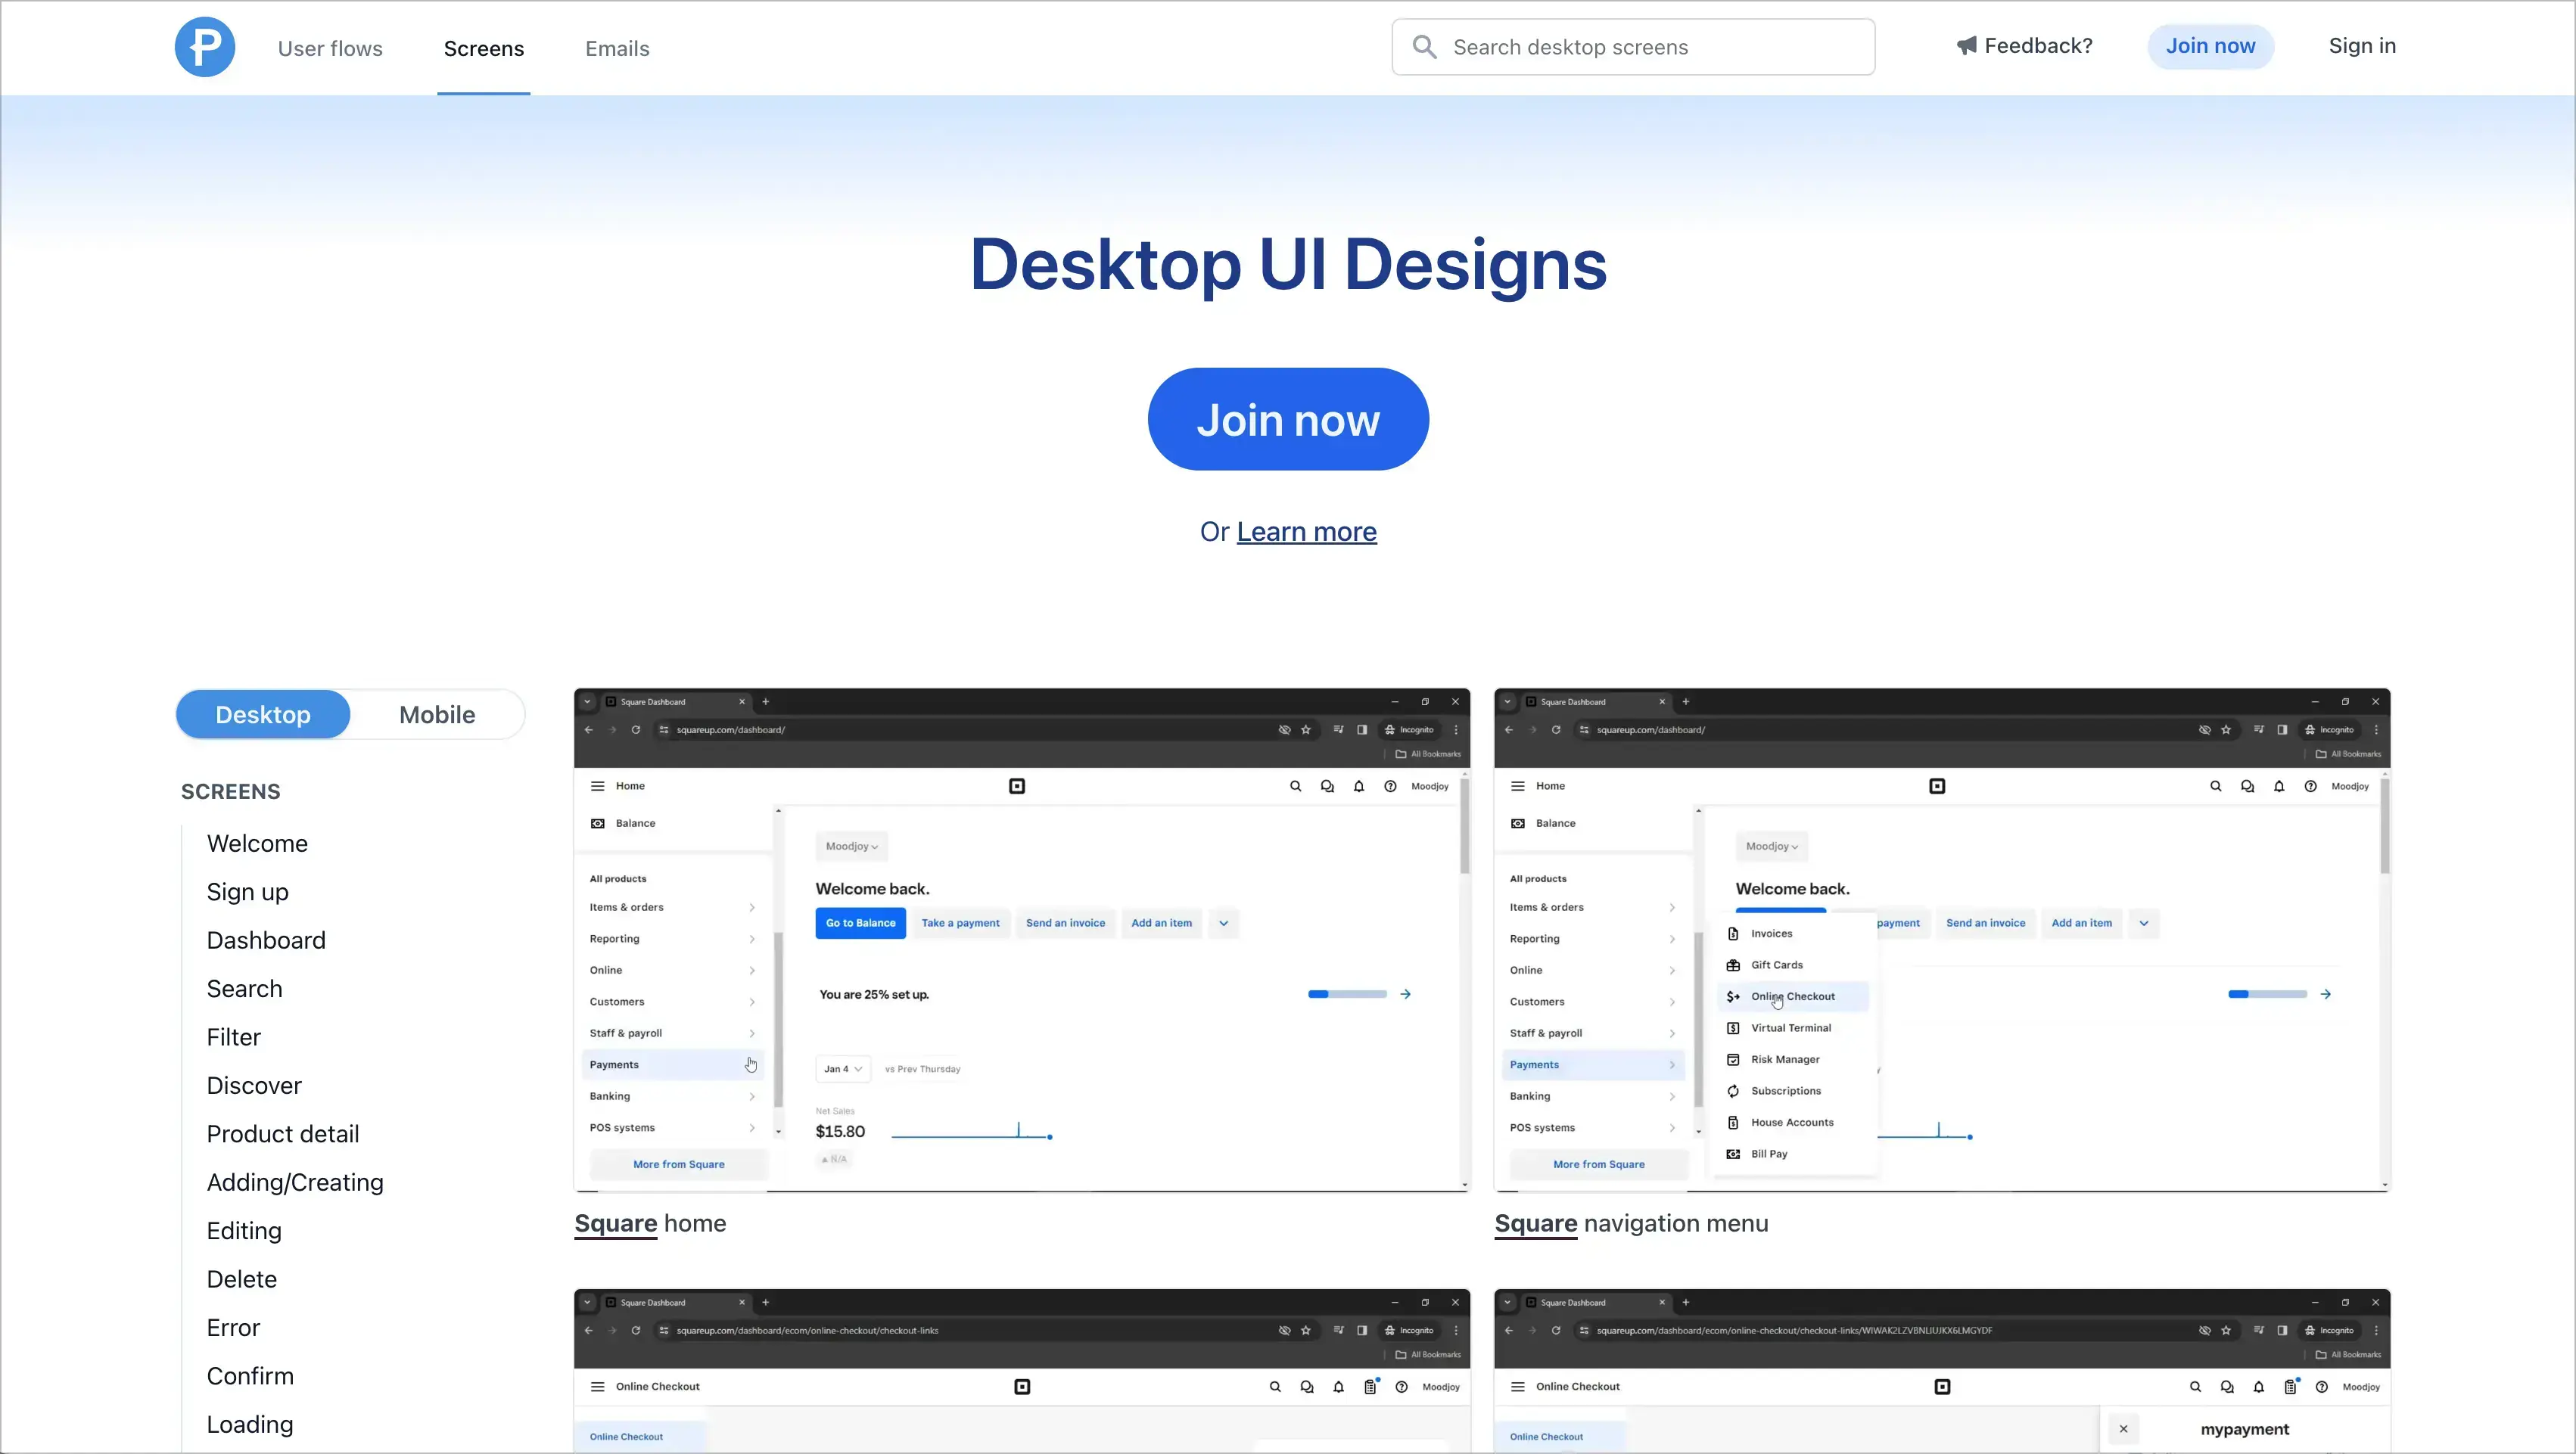 P User flows Screens Emails Search desktop screens Feedback? Join now Sign in
Desktop UI Designs
Join now
Or Learn more
Desktop Mobile
SCREENS
Welcome
Sign up
Dashboard
Search
Filter
Discover
Product detail
Adding/Creating
Editing
Delete
Error
Confirm
Loading
Square Dashboard
squareup.com/dashboard/
Incognito
All Bookmarks
Home
Moodjoy
Balance
All products
Items & orders
Reporting
Online
Customers
Staff & payroll
Payments
Banking
POS systems
More from Square
Moodjoy
Welcome back.
Go to Balance Take a payment Send an invoice Add an item
You are 25% set up.
Jan 4 vs Prev Thursday
Net Sales
$15.80
N/A
Square home
Square Dashboard
squareup.com/dashboard/
Incognito
All Bookmarks
Home
Moodjoy
Balance
All products
Items & orders
Reporting
Online
Customers
Staff & payroll
Payments
Banking
POS systems
More from Square
Moodjoy
Welcome back.
payment Send an invoice Add an item
Invoices
Gift Cards
Online Checkout
Virtual Terminal
Risk Manager
Subscriptions
House Accounts
Bill Pay
Square navigation menu
Square Dashboard
squareup.com/dashboard/ecom/online-checkout/checkout-links
Incognito
All Bookmarks
Online Checkout
Moodjoy
Online Checkout
Square Dashboard
squareup.com/dashboard/ecom/online-checkout/checkout-links/
Incognito
All Bookmarks
Online Checkout
Moodjoy
Online Checkout
mypayment